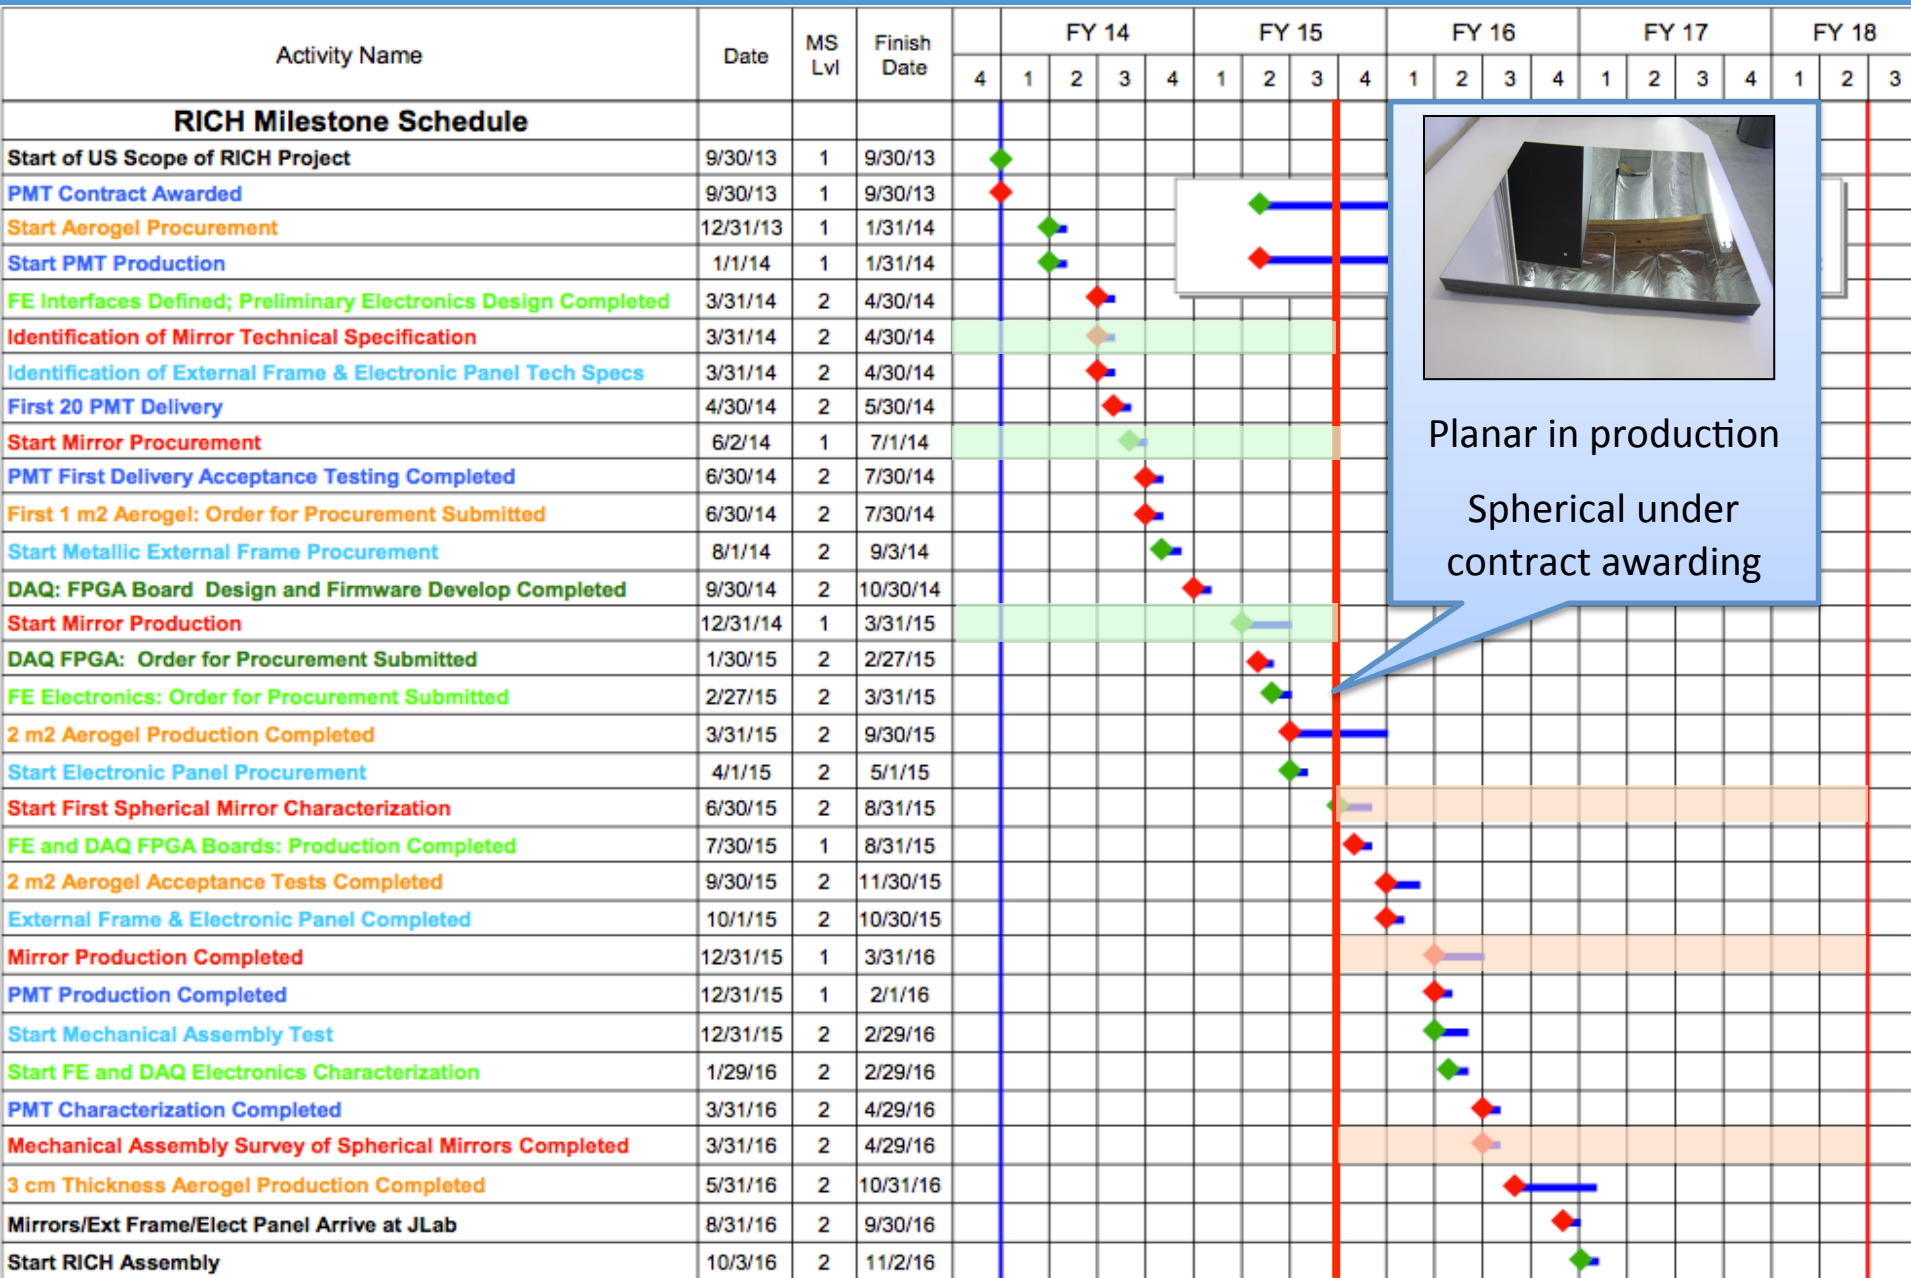 Activity Name Date MS Lvl Finish Date FY 14 FY 15 FY 16 FY 17 FY 18
4 1 2 3 4 1 2 3 4 1 2 3 4 1 2 3 4 1 2 3
RICH Milestone Schedule
Start of US Scope of RICH Project 9/30/13 1 9/30/13
PMT Contract Awarded 9/30/13 1 9/30/13
Start Aerogel Procurement 12/31/13 1 1/31/14
Start PMT Production 1/1/14 1 1/31/14
FE Interfaces Defined; Preliminary Electronics Design Completed 3/31/14 2 4/30/14
Identification of Mirror Technical Specification 3/31/14 2 4/30/14
Identification of External Frame & Electronic Panel Tech Specs 3/31/14 2 4/30/14
First 20 PMT Delivery 4/30/14 2 5/30/14
Start Mirror Procurement 6/2/14 1 7/1/14
PMT First Delivery Acceptance Testing Completed 6/30/14 2 7/30/14
First 1 m2 Aerogel: Order for Procurement Submitted 6/30/14 2 7/30/14
Start Metallic External Frame Procurement 8/1/14 2 9/3/14
DAQ: FPGA Board Design and Firmware Develop Completed 9/30/14 2 10/30/14
Start Mirror Production 12/31/14 1 3/31/15
DAQ FPGA: Order for Procurement Submitted 1/30/15 2 2/27/15
FE Electronics: Order for Procurement Submitted 2/27/15 2 3/31/15
2 m2 Aerogel Production Completed 3/31/15 2 9/30/15
Start Electronic Panel Procurement 4/1/15 2 5/1/15
Start First Spherical Mirror Characterization 6/30/15 2 8/31/15
FE and DAQ FPGA Boards: Production Completed 7/30/15 1 8/31/15
2 m2 Aerogel Acceptance Tests Completed 9/30/15 2 11/30/15
External Frame & Electronic Panel Completed 10/1/15 2 10/30/15
Mirror Production Completed 12/31/15 1 3/31/16
PMT Production Completed 12/31/15 1 2/1/16
Start Mechanical Assembly Test 12/31/15 2 2/29/16
Start FE and DAQ Electronics Characterization 1/29/16 2 2/29/16
PMT Characterization Completed 3/31/16 2 4/29/16
Mechanical Assembly Survey of Spherical Mirrors Completed 3/31/16 2 4/29/16
3 cm Thickness Aerogel Production Completed 5/31/16 2 10/31/16
Mirrors/Ext Frame/Elect Panel Arrive at JLab 8/31/16 2 9/30/16
Start RICH Assembly 10/3/16 2 11/2/16
Planar in production
Spherical under
contract awarding